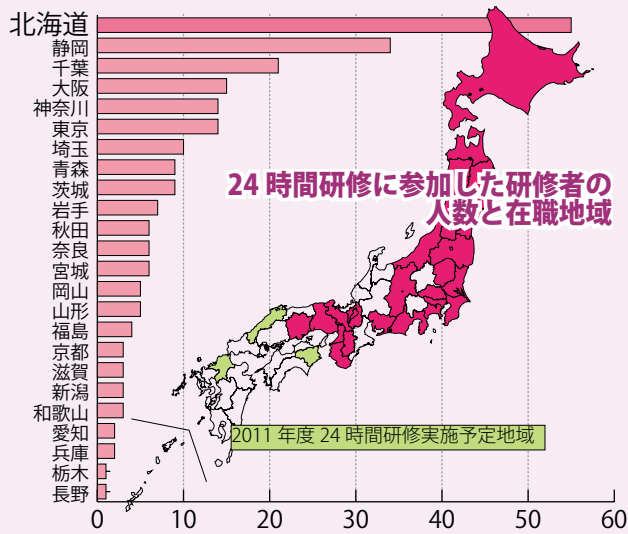 北海道
静岡
千葉
大阪
神奈川
東京
埼玉
青森
茨城
岩手
秋田
奈良
宮城
岡山
山形
福島
京都
滋賀
新潟
和歌山
愛知
兵庫
栃木
長野
24 時間研修に参加した研修者の
人数と在職地域
2011 年度 24 時間研修実施予定地域
0 10 20 30 40 50 60